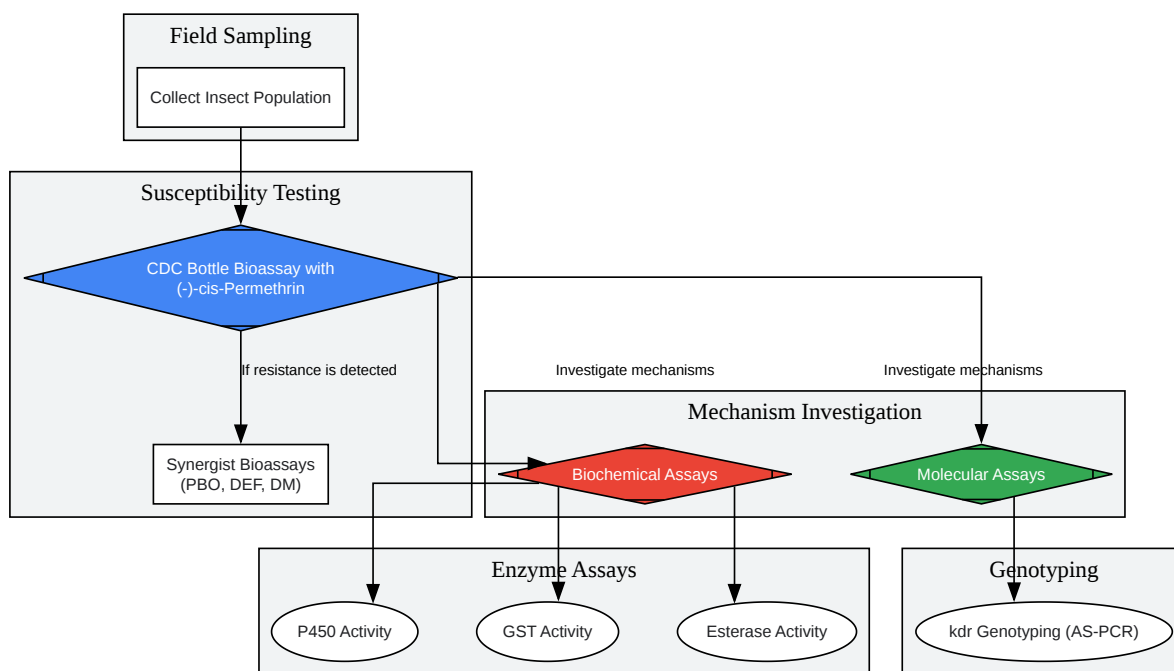 Field Sampling
Collect Insect Population
Susceptibility Testing
CDC Bottle Bioassay with
(-)-cis-Permethrin
If resistance is detected
Investigate mechanisms
Investigate mechanisms
Mechanism Investigation
Synergist Bioassays
(PBO, DEF, DM)
Biochemical Assays
Molecular Assays
Enzyme Assays
Genotyping
P450 Activity
GST Activity
Esterase Activity
kdr Genotyping (AS-PCR)